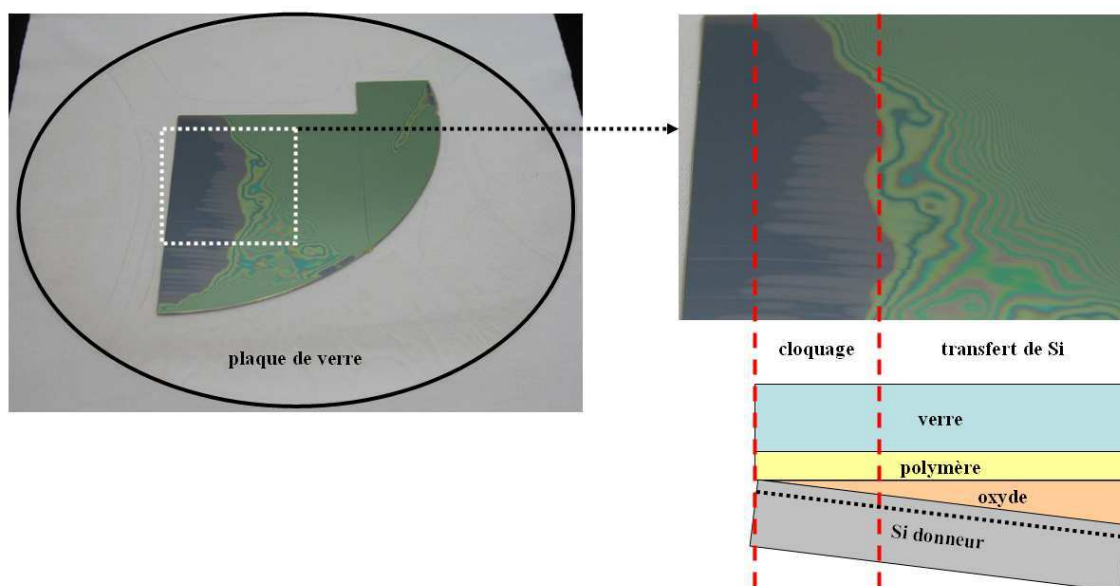 plaque de verre
cloquage
transfert de Si
verre
polymère
oxyde
Si donneur